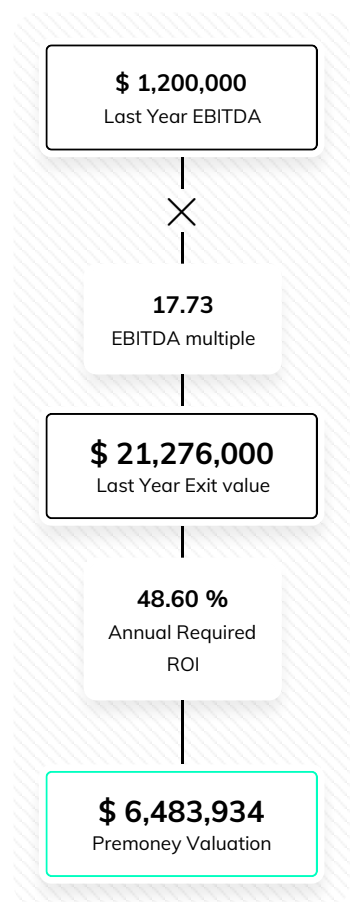 $ 1,200,000
Last Year EBITDA
17.73
EBITDA multiple
$ 21,276,000
Last Year Exit value
48.60 %
Annual Required
ROI
$ 6,483,934
Premoney Valuation